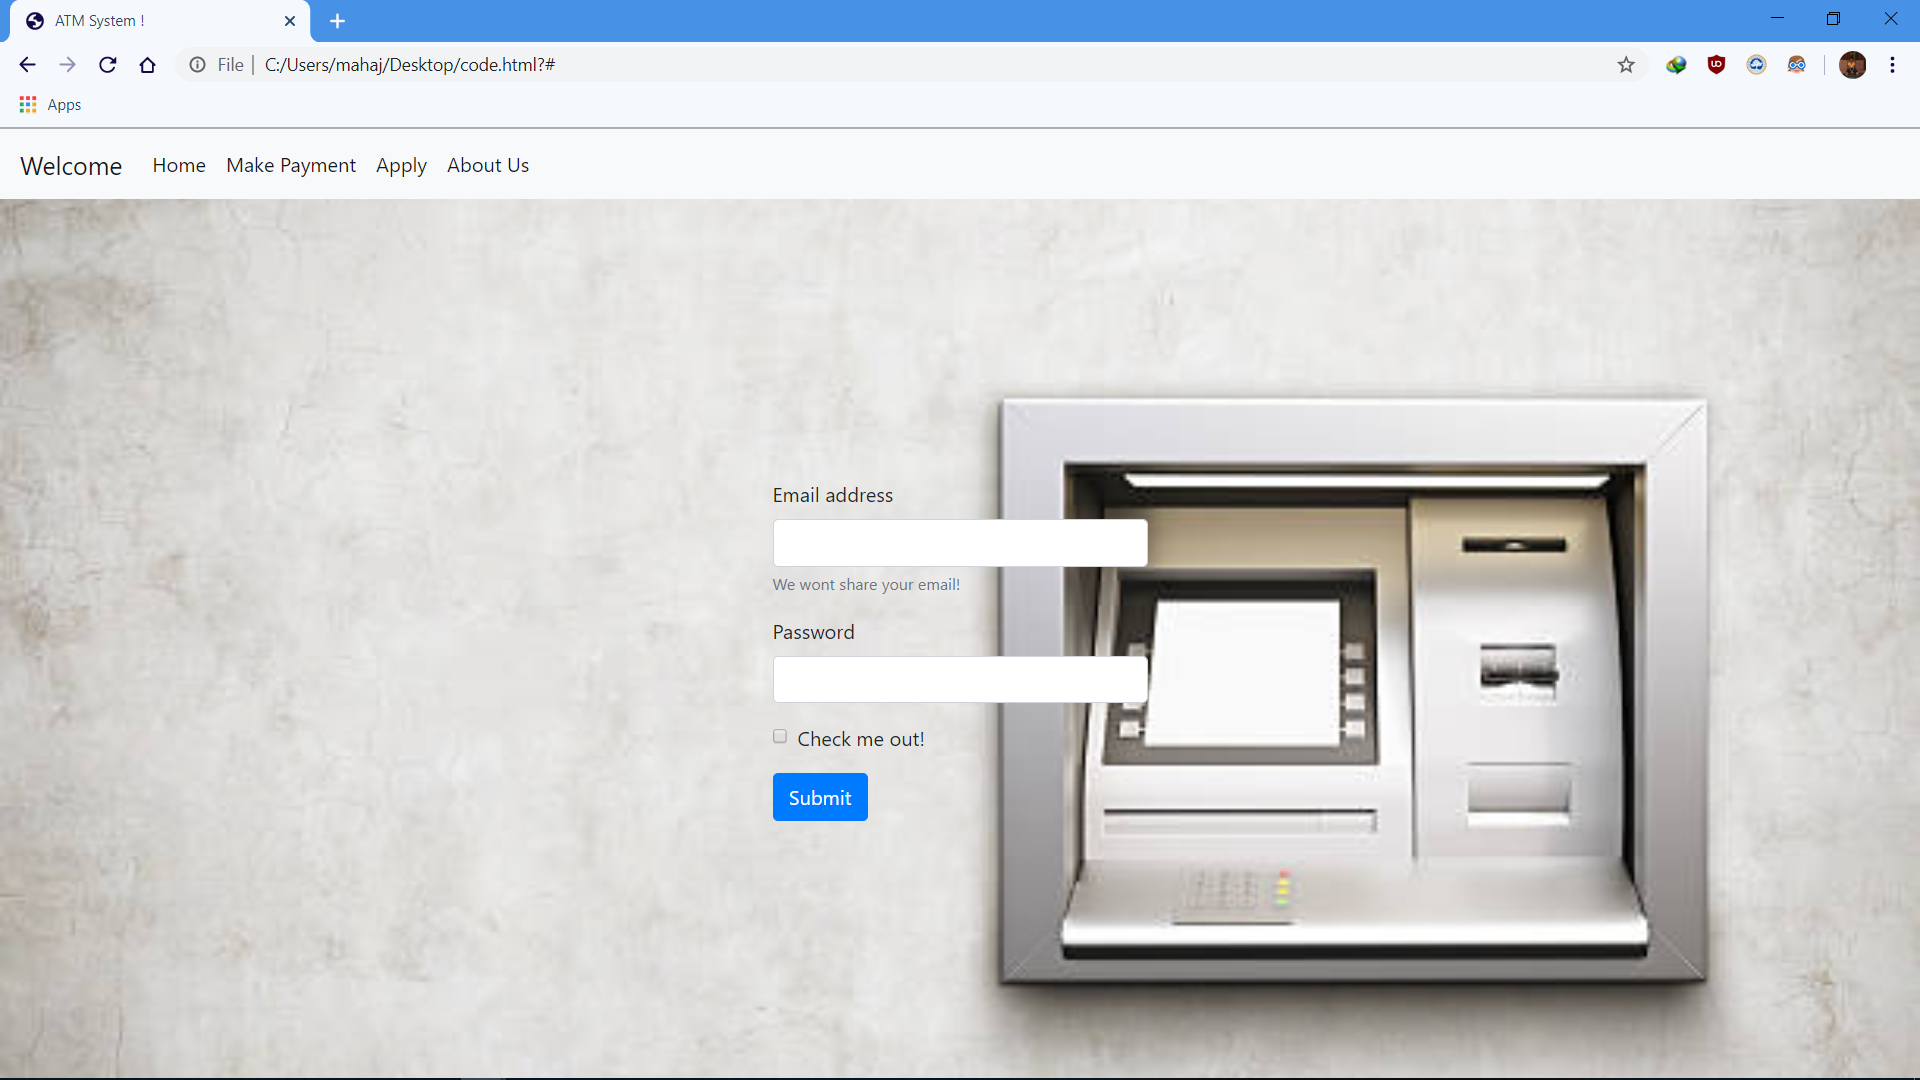 ATM System !
File | C:/Users/mahaj/Desktop/code.html?#
Apps
Welcome Home Make Payment Apply About Us
Email address
We wont share your email!
Password
Check me out!
Submit